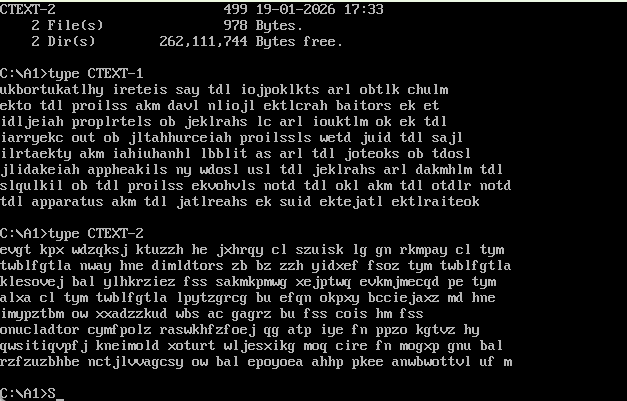 CTEXT-2 499 19-01-2026 17:33
2 File(s) 978 Bytes.
2 Dir(s) 262,111,744 Bytes free.
C:\A1>type CTEXT-1
ukbortukatlhy ireteis say tdl iojpoklkts arl obtlk chulm
ekto tdl proilss akm davl nliojl ektlcrah baitors ek et
idljeiah proplrtels ob jeklrahs lc arl iouktlm ok ek tdl
iarryekc out ob jltahhurceiah proilssls wetd juid tdl sajl
ilrtaekty akm iahiuhanhl lbblit as arl tdl joteoks ob tdosl
jlidakeiah appheakils ny wdosl usl tdl jeklrahs arl dakmhlm tdl
slqulkil ob tdl proilss ekvohvls notd tdl okl akm tdl otdlr notd
tdl apparatus akm tdl jatlreahs ek suid ektejatl ektlraiteok
C:\A1>type CTEXT-2
evgt kpx wdzqksj ktuzzh he jxhrqy cl szuisk lg gn rkmpay cl tym
twblfgtla nway hne dimldtors zb bz zzh yidxef fsoz tym twblfgtla
klesovej bal ylhkrziez fss sakmkpmwg xejptwq evkmjmecqd pe tym
alxa cl tym twblfgtla lpytzgrcg bu efqn okpxy bcciejaxz md hne
imypztbm ow xxadzzkud wbs ac gagrz bu fss cois hm fss
onucladtor cymfpolz raswkhfzfoej qg atp iye fn ppzo kgtvz hy
qwsitiqvpfj kneimold xoturt wljesxikg moq cire fn mogxp gnu bal
rzfzuzbhbe nctjlvvagcsy ow bal epoyoea ahhp pkee anwbwottvl uf m
C:\A1>S_